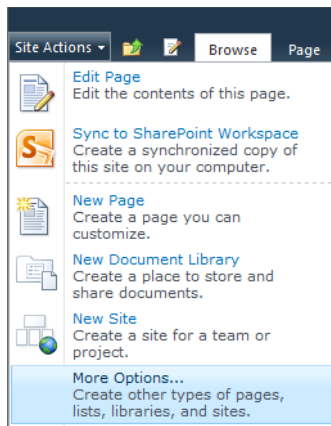 Site Actions Browse Page
Edit Page
Edit the contents of this page.
Sync to SharePoint Workspace
Create a synchronized copy of
this site on your computer.
New Page
Create a page you can
customize.
New Document Library
Create a place to store and
share documents.
New Site
Create a site for a team or
project.
More Options...
Create other types of pages,
lists, libraries, and sites.